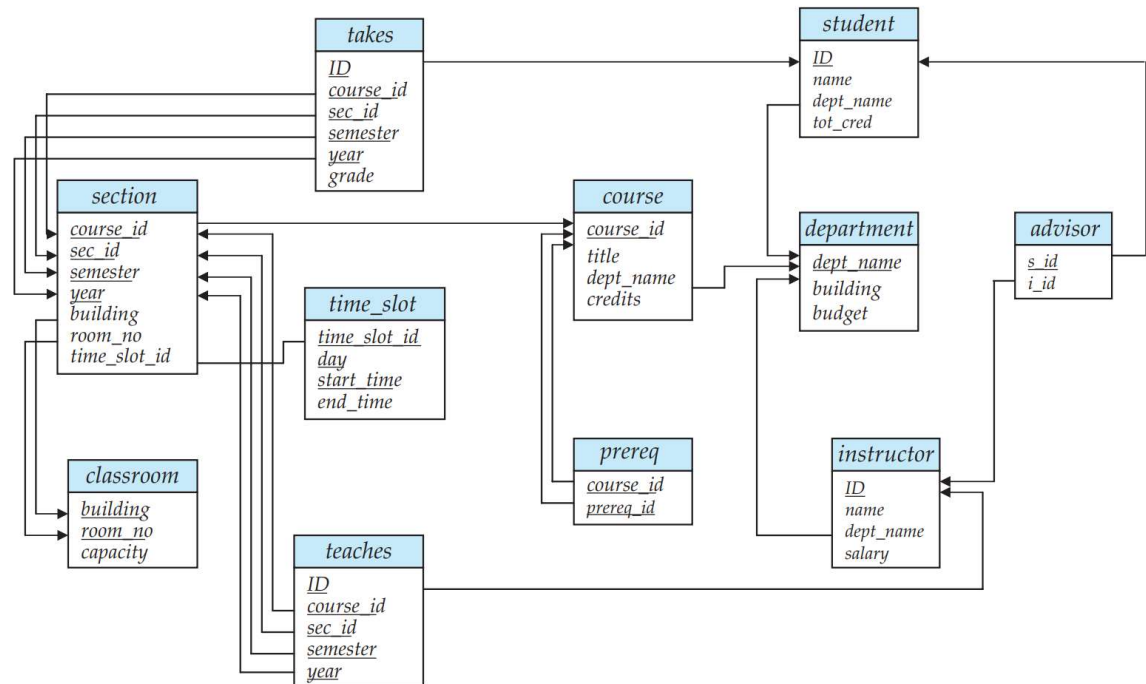 takes
ID
course_id
sec_id
semester
year
grade
student
ID
name
dept_name
tot_cred
section
course_id
sec_id
semester
year
building
room_no
time_slot_id
course
course_id
title
dept_name
credits
department
dept_name
building
budget
advisor
s_id
i_id
time_slot
time_slot_id
day
start_time
end_time
classroom
building
room_no
capacity
prereq
course_id
prereq_id
instructor
ID
name
dept_name
salary
teaches
ID
course_id
sec_id
semester
year